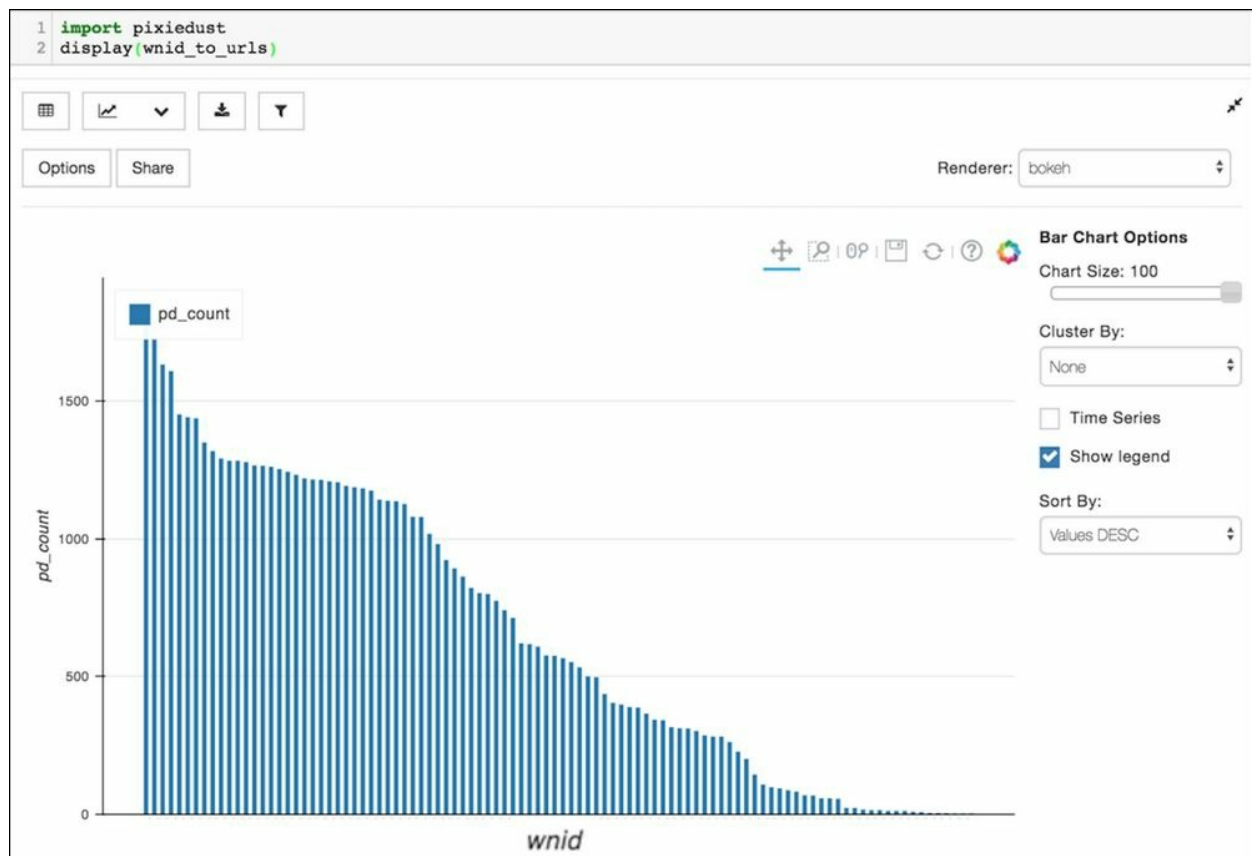 1 import pixiedust
2 display(wnid_to_urls)
Options Share Renderer: bokeh
Bar Chart Options
Chart Size: 100
Cluster By:
None
Time Series
Show legend
Sort By:
Values DESC
pd_count
1500
1000
500
0
pd_count
wnid